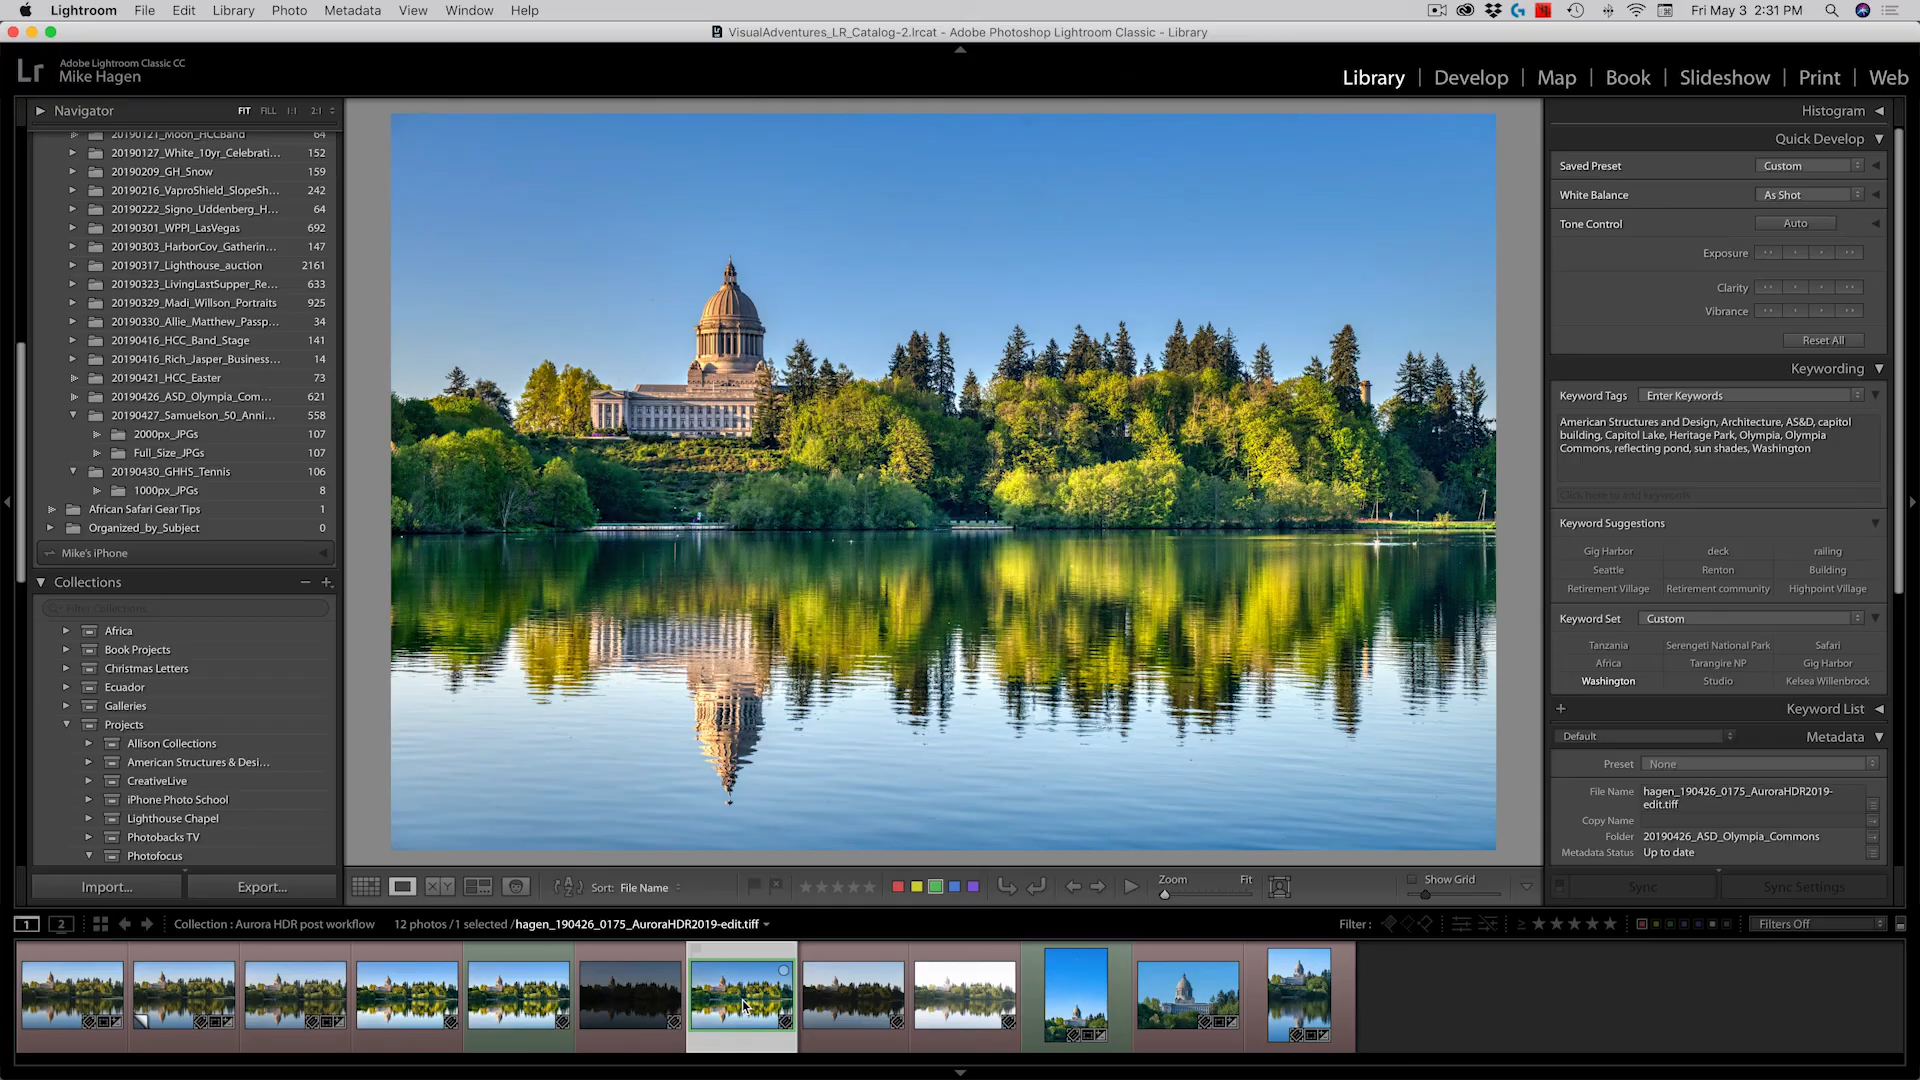 Lightroom File Edit Library Photo Metadata View Window Help Fri May 3 2:31 PM
VisualAdventures_LR_Catalog-2.lrcat - Adobe Photoshop Lightroom Classic - Library
Lr Adobe Lightroom Classic CC
Mike Hagen
Library | Develop | Map | Book | Slideshow | Print | Web
Navigator FIT FILL 1:1 2:1
20190121_Moon_HCCBand 64
20190127_White_10yr_Celebrati... 152
20190209_GH_Snow 159
20190216_VaproShield_SlopeSh... 242
20190222_Signo_Uddenberg_H... 64
20190301_WPPI_LasVegas 692
20190303_HarborCov_Gatherin... 147
20190317_Lighthouse_auction 2161
20190323_LivingLastSupper_Re... 633
20190329_Madi_Willson_Portraits 925
20190330_Allie_Matthew_Passp... 34
20190416_HCC_Band_Stage 141
20190416_Rich_Jasper_Business... 14
20190421_HCC_Easter 73
20190426_ASD_Olympia_Com... 621
20190427_Samuelson_50_Anni... 558
2000px_JPGs 107
Full_Size_JPGs 107
20190430_GHHS_Tennis 106
1000px_JPGs 8
African Safari Gear Tips 1
Organized_by_Subject 0
Mike's iPhone
Collections
Filter Collections
Africa
Book Projects
Christmas Letters
Ecuador
Galleries
Projects
Allison Collections
American Structures & Desi...
CreativeLive
iPhone Photo School
Lighthouse Chapel
Photobacks TV
Photofocus
Import... Export...
Histogram
Quick Develop
Saved Preset Custom
White Balance As Shot
Tone Control Auto
Exposure
Clarity
Vibrance
Reset All
Keywording
Keyword Tags Enter Keywords
American Structures and Design, Architecture, AS&D, capitol
building, Capitol Lake, Heritage Park, Olympia, Olympia
Commons, reflecting pond, sun shades, Washington
Click here to add keywords
Keyword Suggestions
Gig Harbor deck railing
Seattle Renton Building
Retirement Village Retirement community Highpoint Village
Keyword Set Custom
Tanzania Serengeti National Park Safari
Africa Tarangire NP Gig Harbor
Washington Studio Kelsea Willenbrock
Keyword List
Default Metadata
Preset None
File Name hagen_190426_0175_AuroraHDR2019-
edit.tiff
Copy Name
Folder 20190426_ASD_Olympia_Commons
Metadata Status Up to date
Sync Sync Settings
XY Sort: File Name Zoom Fit Show Grid
1 2 Collection : Aurora HDR post workflow 12 photos / 1 selected / hagen_190426_0175_AuroraHDR2019-edit.tiff Filter : ≥ Filters Off